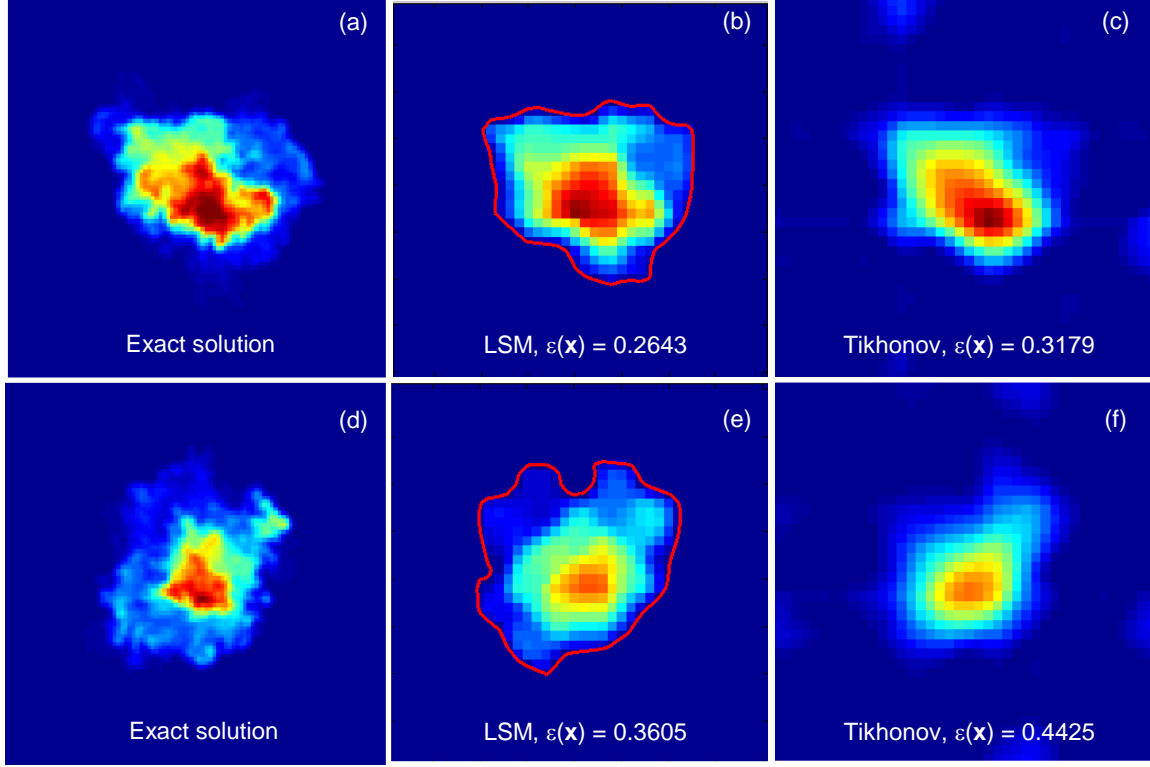 (a)
Exact solution
(b)
LSM, ε(x) = 0.2643
(c)
Tikhonov, ε(x) = 0.3179
(d)
Exact solution
(e)
LSM, ε(x) = 0.3605
(f)
Tikhonov, ε(x) = 0.4425